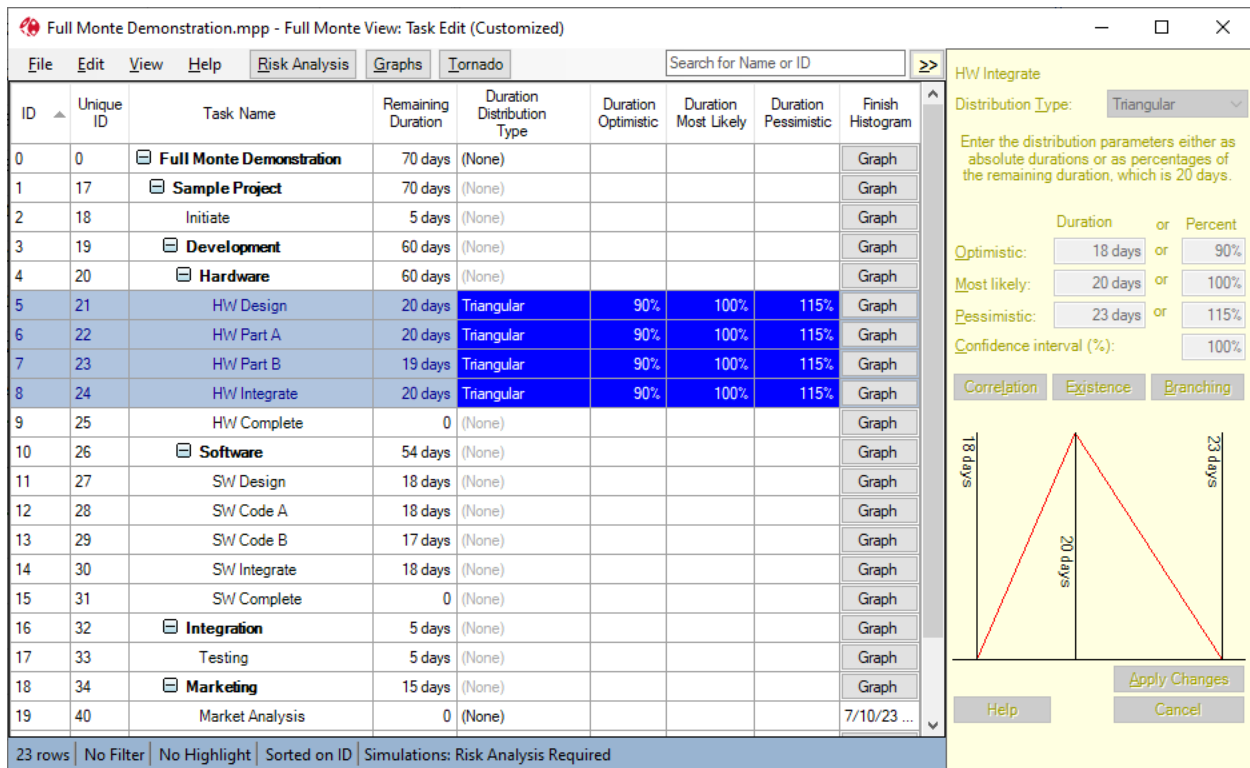 Full Monte Demonstration.mpp - Full Monte View: Task Edit (Customized)
File Edit View Help Risk Analysis Graphs Tornado Search for Name or ID >>
ID Unique ID Task Name Remaining Duration Duration Distribution Type Duration Optimistic Duration Most Likely Duration Pessimistic Finish Histogram
0 0 Full Monte Demonstration 70 days (None) Graph
1 17 Sample Project 70 days (None) Graph
2 18 Initiate 5 days (None) Graph
3 19 Development 60 days (None) Graph
4 20 Hardware 60 days (None) Graph
5 21 HW Design 20 days Triangular 90% 100% 115% Graph
6 22 HW Part A 20 days Triangular 90% 100% 115% Graph
7 23 HW Part B 19 days Triangular 90% 100% 115% Graph
8 24 HW Integrate 20 days Triangular 90% 100% 115% Graph
9 25 HW Complete 0 (None) Graph
10 26 Software 54 days (None) Graph
11 27 SW Design 18 days (None) Graph
12 28 SW Code A 18 days (None) Graph
13 29 SW Code B 17 days (None) Graph
14 30 SW Integrate 18 days (None) Graph
15 31 SW Complete 0 (None) Graph
16 32 Integration 5 days (None) Graph
17 33 Testing 5 days (None) Graph
18 34 Marketing 15 days (None) Graph
19 40 Market Analysis 0 (None) 7/10/23 ...
23 rows No Filter No Highlight Sorted on ID Simulations: Risk Analysis Required
HW Integrate
Distribution Type: Triangular
Enter the distribution parameters either as
absolute durations or as percentages of
the remaining duration, which is 20 days.
Duration or Percent
Optimistic: 18 days or 90%
Most likely: 20 days or 100%
Pessimistic: 23 days or 115%
Confidence interval (%): 100%
Correlation Existence Branching
18 days
20 days
23 days
Apply Changes
Help Cancel